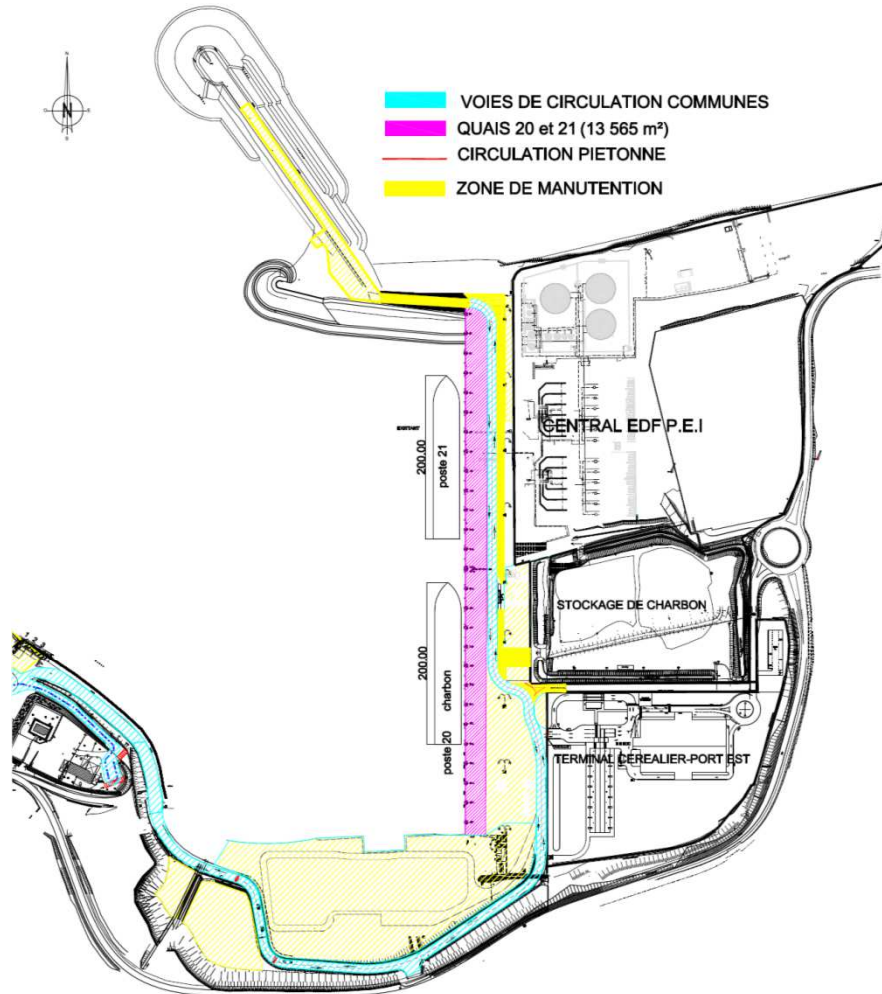 N
VOIES DE CIRCULATION COMMUNES
QUAIS 20 et 21 (13 565 m²)
CIRCULATION PIETONNE
ZONE DE MANUTENTION
CENTRAL EDF P.E.I
200.00
poste 21
STOCKAGE DE CHARBON
200.00
poste 20 charbon
TERMINAL CEREALIER-PORT EST